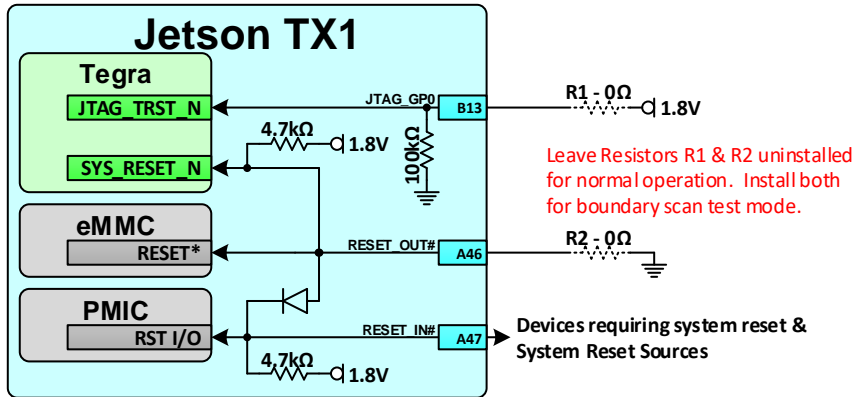 Jetson TX1
Tegra
JTAG_TRST_N
JTAG_GP0
B13
R1 - 0Ω
1.8V
4.7kΩ
1.8V
100kΩ
SYS_RESET_N
Leave Resistors R1 & R2 uninstalled
for normal operation. Install both
for boundary scan test mode.
eMMC
RESET*
RESET_OUT#
A46
R2 - 0Ω
PMIC
RST I/O
RESET_IN#
A47
Devices requiring system reset &
System Reset Sources
4.7kΩ
1.8V